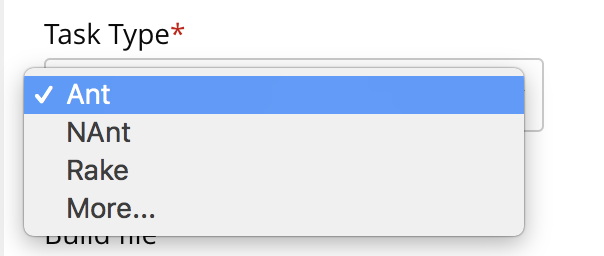 Task Type*
✓ Ant
NAnt
Rake
More...
Build file